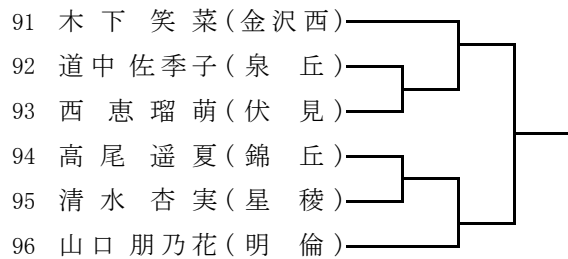 91 木下 笑菜(金沢西)
92 道中 佐季子(泉丘)
93 西 恵瑠萌(伏見)
94 高尾 遥夏(錦丘)
95 清水 杏実(星稜)
96 山口 朋乃花(明倫)